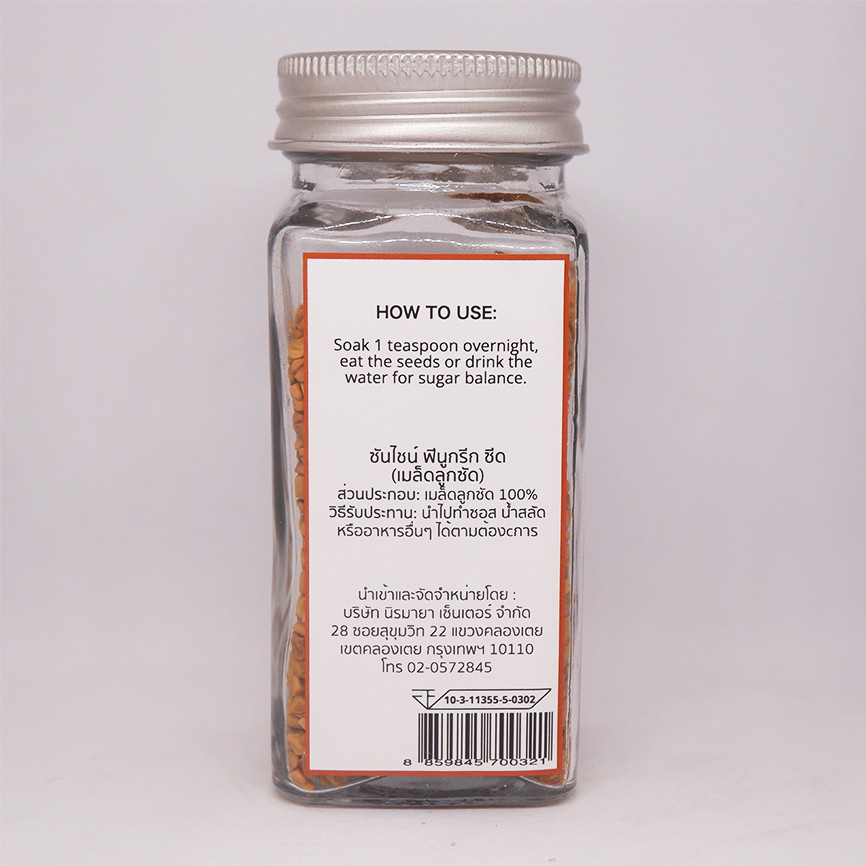 HOW TO USE:
Soak 1 teaspoon overnight,
eat the seeds or drink the
water for sugar balance.
ซันไชน์ ฟีนูกรีก ซีด
(เมล็ดลูกซัด)
ส่วนประกอบ: เมล็ดลูกซัด 100%
วิธีรับประทาน: นำไปทำซอส น้ำสลัด
หรืออาหารอื่นๆ ได้ตามต้องcการ
นำเข้าและจัดจำหน่ายโดย :
บริษัท นิรมายา เซ็นเตอร์ จำกัด
28 ซอยสุขุมวิท 22 แขวงคลองเตย
เขตคลองเตย กรุงเทพฯ 10110
โทร 02-0572845
10-3-11355-5-0302
8 859845 700321